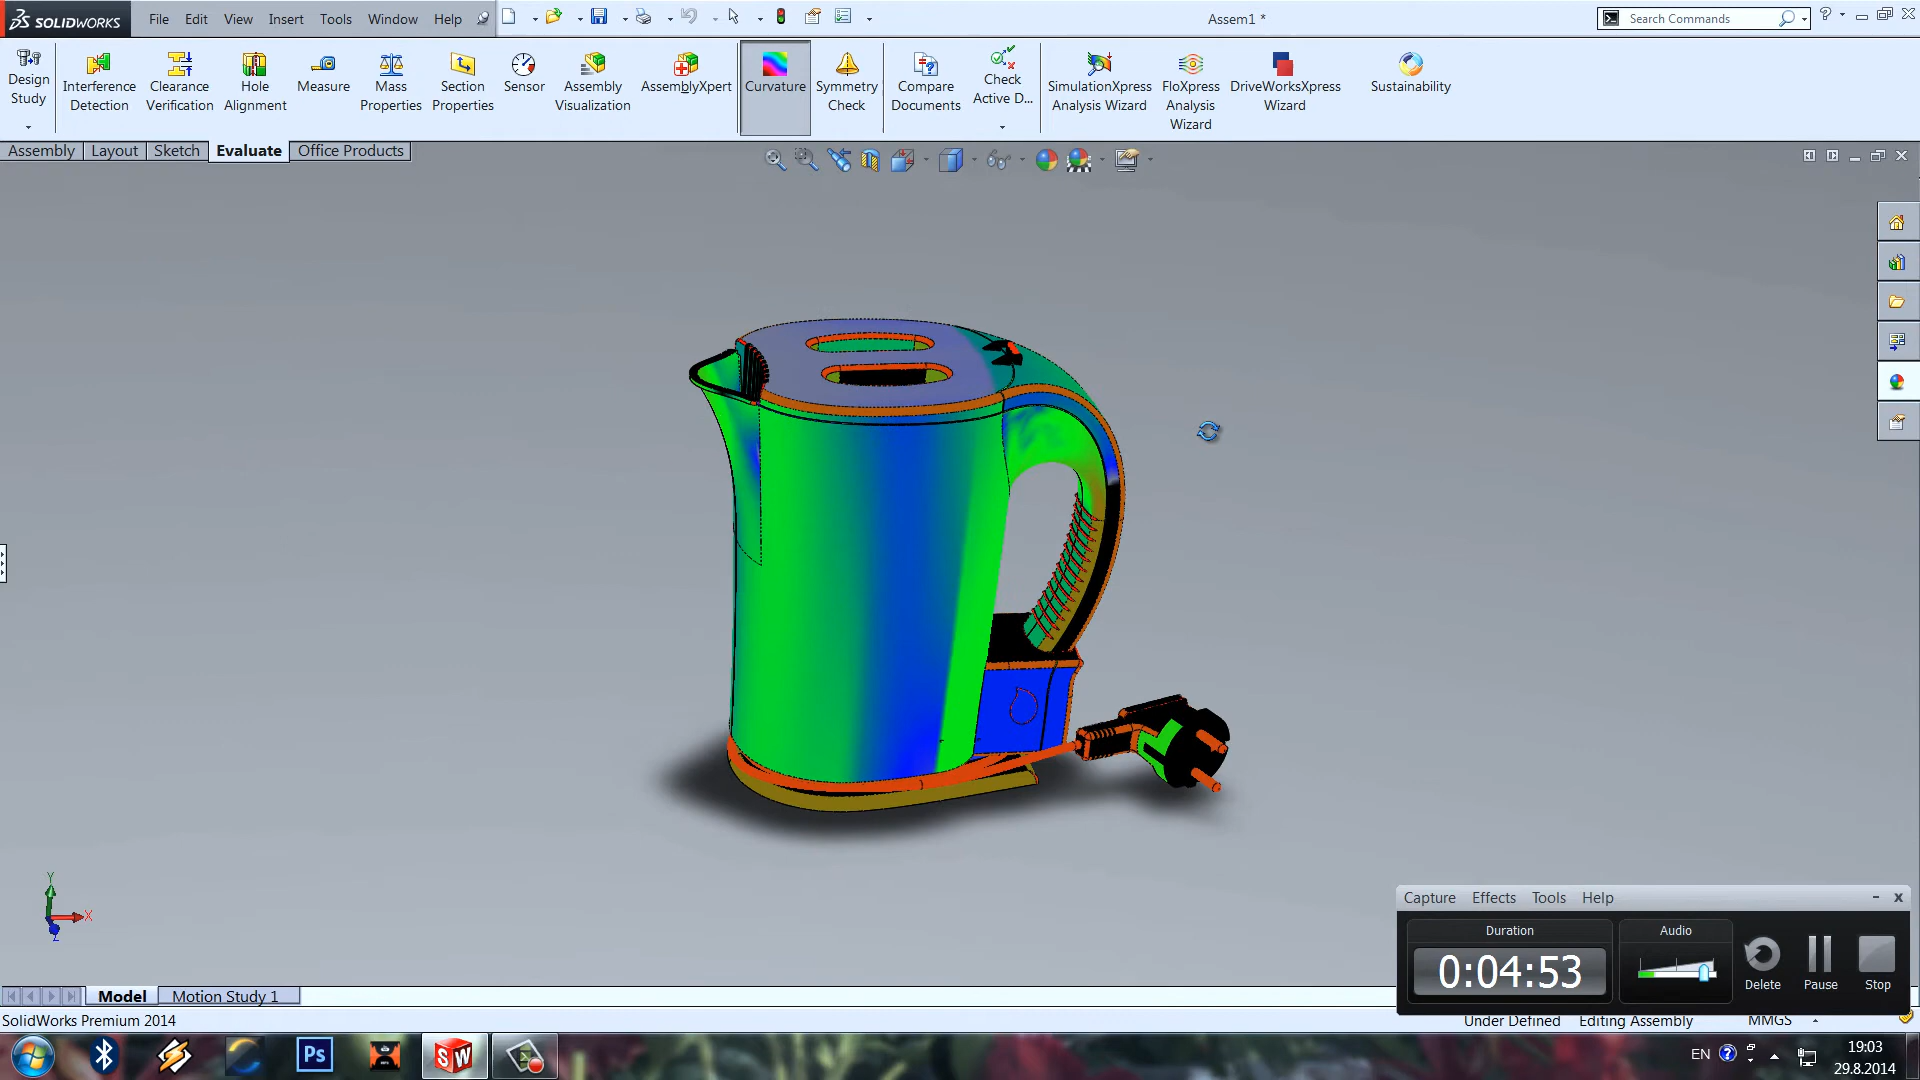 SOLIDWORKS File Edit View Insert Tools Window Help Assem1 * Search Commands
Design Study
Interference Detection
Clearance Verification
Hole Alignment
Measure
Mass Properties
Section Properties
Sensor
Assembly Visualization
AssemblyXpert
Curvature
Symmetry Check
Compare Documents
Check Active D...
SimulationXpress Analysis Wizard
FloXpress Analysis Wizard
DriveWorksXpress Wizard
Sustainability
Assembly Layout Sketch Evaluate Office Products
Y
X
Z
Capture Effects Tools Help
Duration
0:04:53
Audio
Delete Pause Stop
Model Motion Study 1
SolidWorks Premium 2014 Under Defined Editing Assembly MMGS
Ps SW EN 19:03
29.8.2014